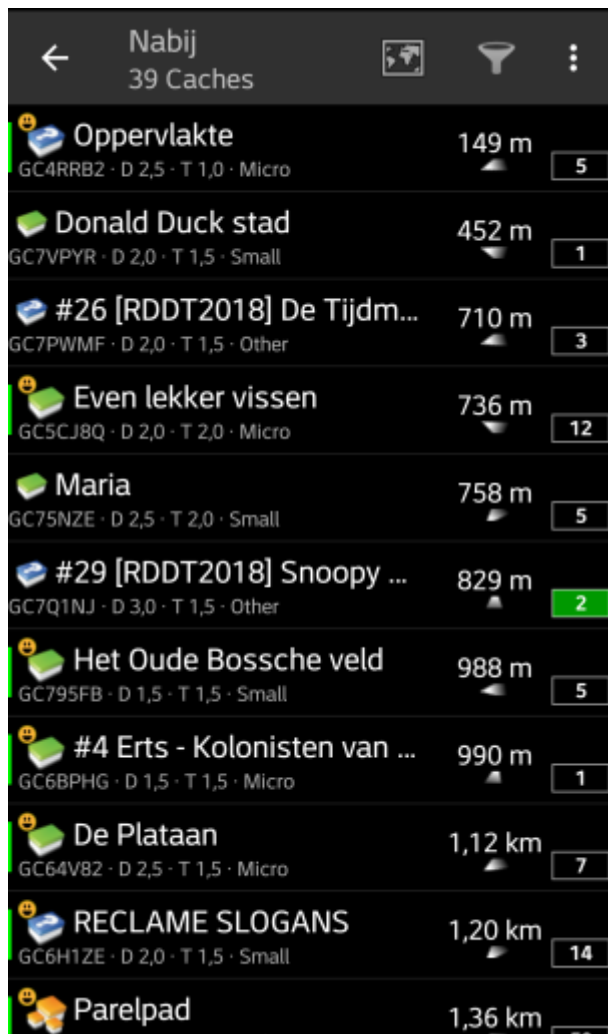 Nabij
39 Caches
Oppervlakte
149 m
GC4RRB2 · D 2,5 · T 1,0 · Micro
5
Donald Duck stad
452 m
GC7VPYR · D 2,0 · T 1,5 · Small
1
#26 [RDDT2018] De Tijdm...
710 m
GC7PWMF · D 2,0 · T 1,5 · Other
3
Even lekker vissen
736 m
GC5CJ8Q · D 2,0 · T 2,0 · Micro
12
Maria
758 m
GC75NZE · D 2,5 · T 2,0 · Small
5
#29 [RDDT2018] Snoopy ...
829 m
GC7Q1NJ · D 3,0 · T 1,5 · Other
2
Het Oude Bossche veld
988 m
GC795FB · D 1,5 · T 1,5 · Small
5
#4 Erts - Kolonisten van ...
990 m
GC6BPHG · D 1,5 · T 1,5 · Micro
1
De Plataan
1,12 km
GC64V82 · D 2,5 · T 1,5 · Micro
7
RECLAME SLOGANS
1,20 km
GC6H1ZE · D 2,0 · T 1,5 · Small
14
Parelpad
1,36 km